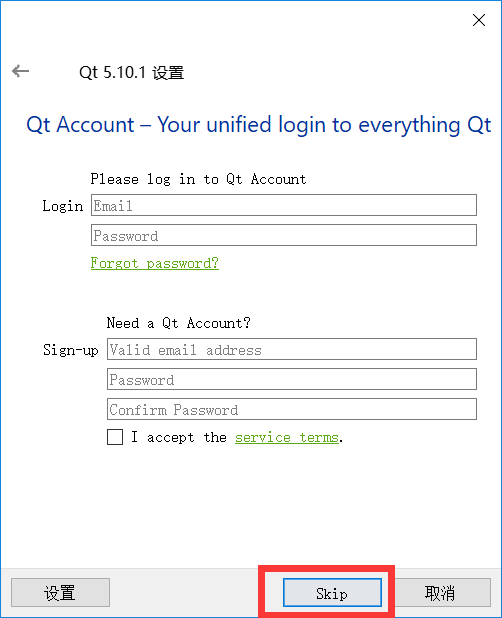 Qt 5.10.1 设置
Qt Account – Your unified login to everything Qt
Please log in to Qt Account
Login Email
Password
Forgot password?
Need a Qt Account?
Sign-up Valid email address
Password
Confirm Password
I accept the service terms.
设置 Skip 取消